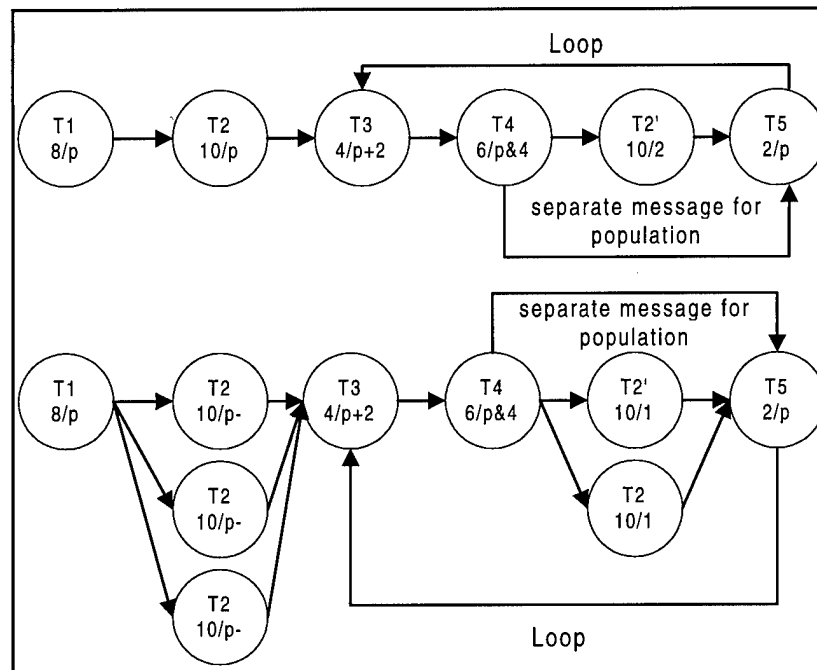 Loop
T1
8/p
T2
10/p
T3
4/p+2
T4
6/p&4
T2'
10/2
T5
2/p
separate message for
population
separate message for
population
T1
8/p
T2
10/p-
T3
4/p+2
T4
6/p&4
T2'
10/1
T5
2/p
T2
10/p-
T2
10/1
T2
10/p-
Loop